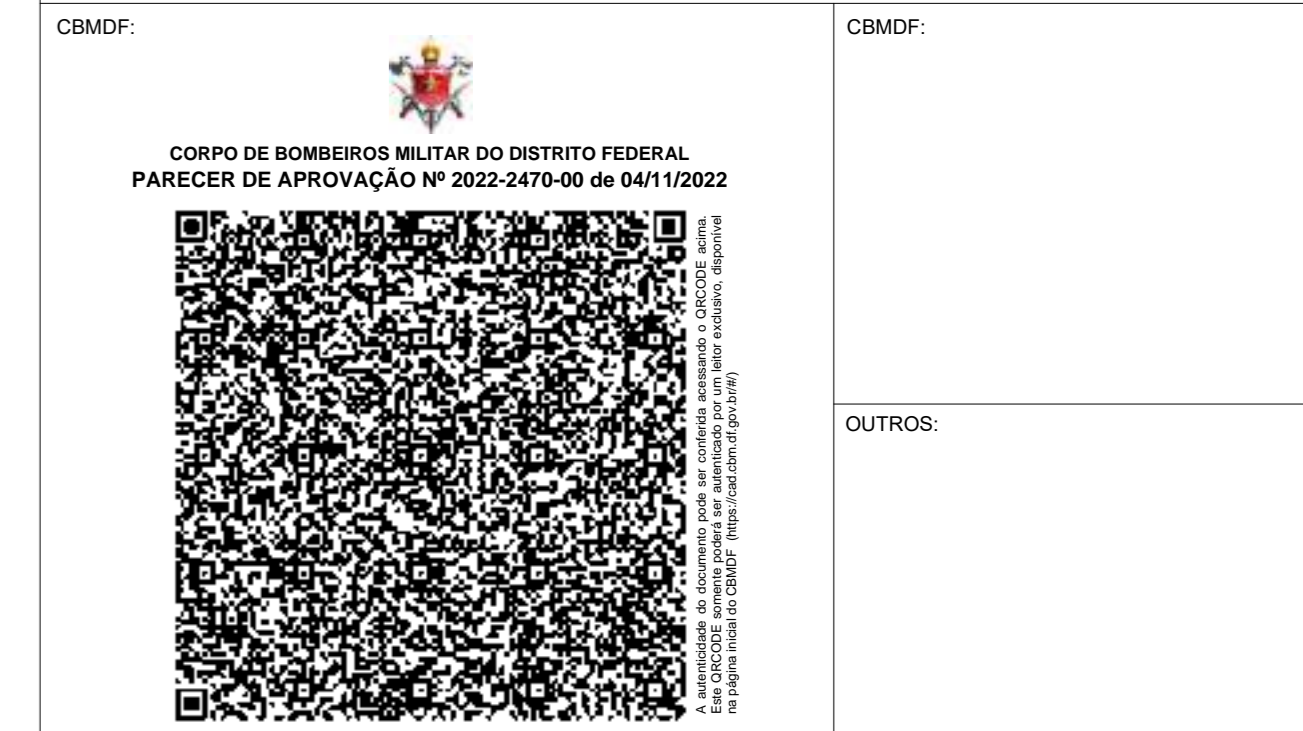 CBMDF:
CORPO DE BOMBEIROS MILITAR DO DISTRITO FEDERAL
PARECER DE APROVAÇÃO Nº 2022-2470-00 de 04/11/2022
A autenticidade do documento pode ser conferida acessando o QRCODE acima.
Este QRCODE somente poderá ser autenticado por um leitor exclusivo, disponível
na página inicial do CBMDF (https://cad.cbm.df.gov.br/#/)
CBMDF:
OUTROS: